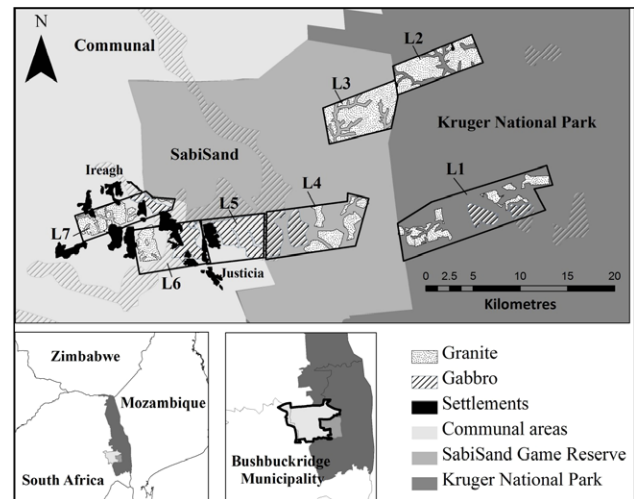 N
Communal
L2
L3
Kruger National Park
SabiSand
L1
Ireagh
L4
L5
L7
L6
Justicia
0 2.5 5 10 15 20
Kilometres
Zimbabwe
Mozambique
South Africa
Bushbuckridge
Municipality
Granite
Gabbro
Settlements
Communal areas
SabiSand Game Reserve
Kruger National Park